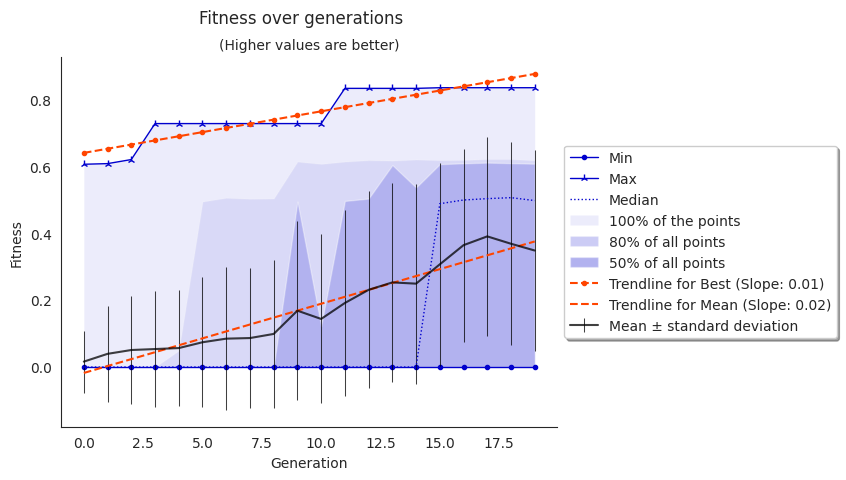 Fitness over generations
(Higher values are better)
Fitness
0.8
0.6
0.4
0.2
0.0
0.0 2.5 5.0 7.5 10.0 12.5 15.0 17.5
Generation
Min
Max
Median
100% of the points
80% of all points
50% of all points
Trendline for Best (Slope: 0.01)
Trendline for Mean (Slope: 0.02)
Mean ± standard deviation